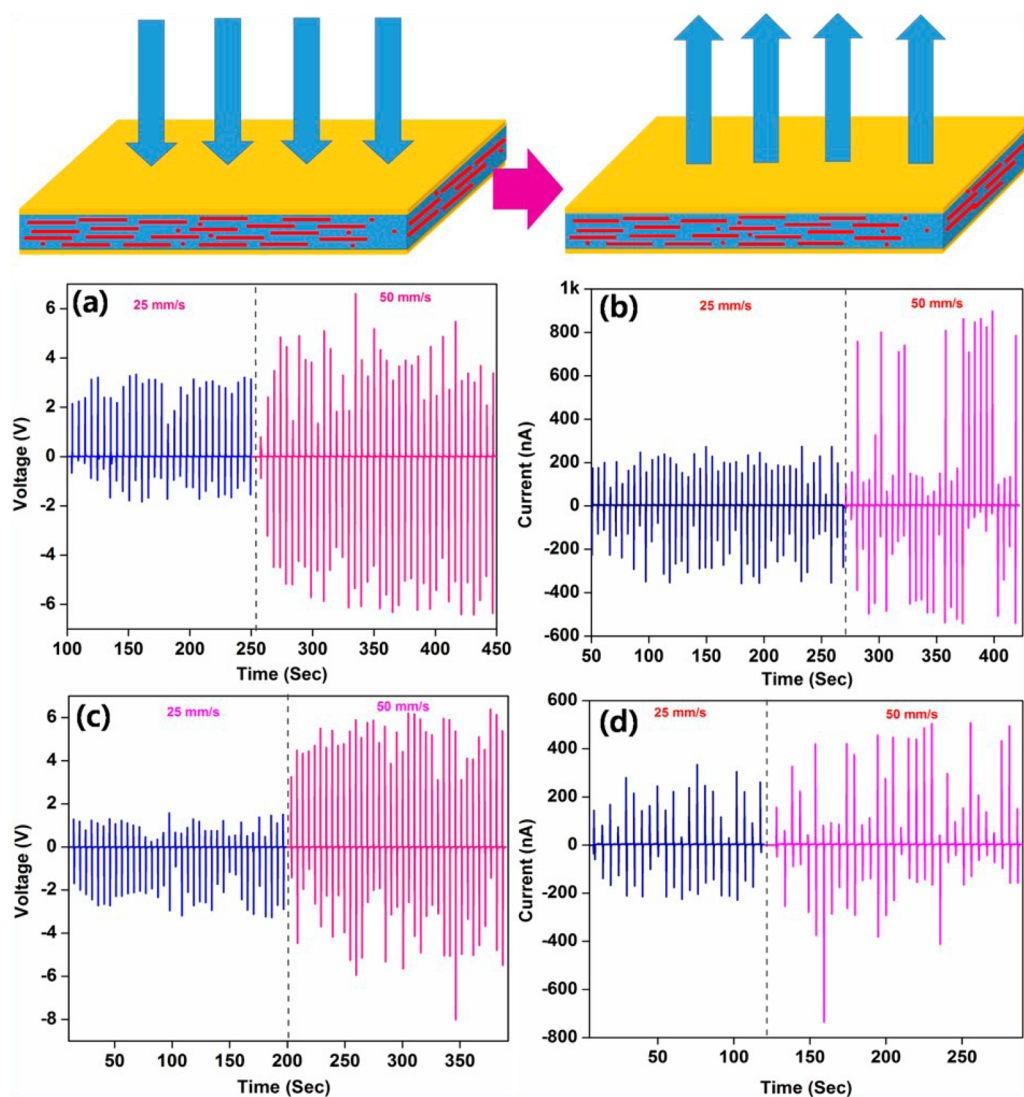 (a)
25 mm/s
50 mm/s
6
4
2
0
-2
-4
-6
Voltage (V)
100 150 200 250 300 350 400 450
Time (Sec)
(b)
25 mm/s
50 mm/s
1k
800
600
400
200
0
-200
-400
-600
Current (nA)
50 100 150 200 250 300 350 400
Time (Sec)
(c)
25 mm/s
50 mm/s
6
4
2
0
-2
-4
-6
-8
Voltage (V)
50 100 150 200 250 300 350
Time (Sec)
(d)
25 mm/s
50 mm/s
600
400
200
0
-200
-400
-600
-800
Current (nA)
50 100 150 200 250
Time (Sec)